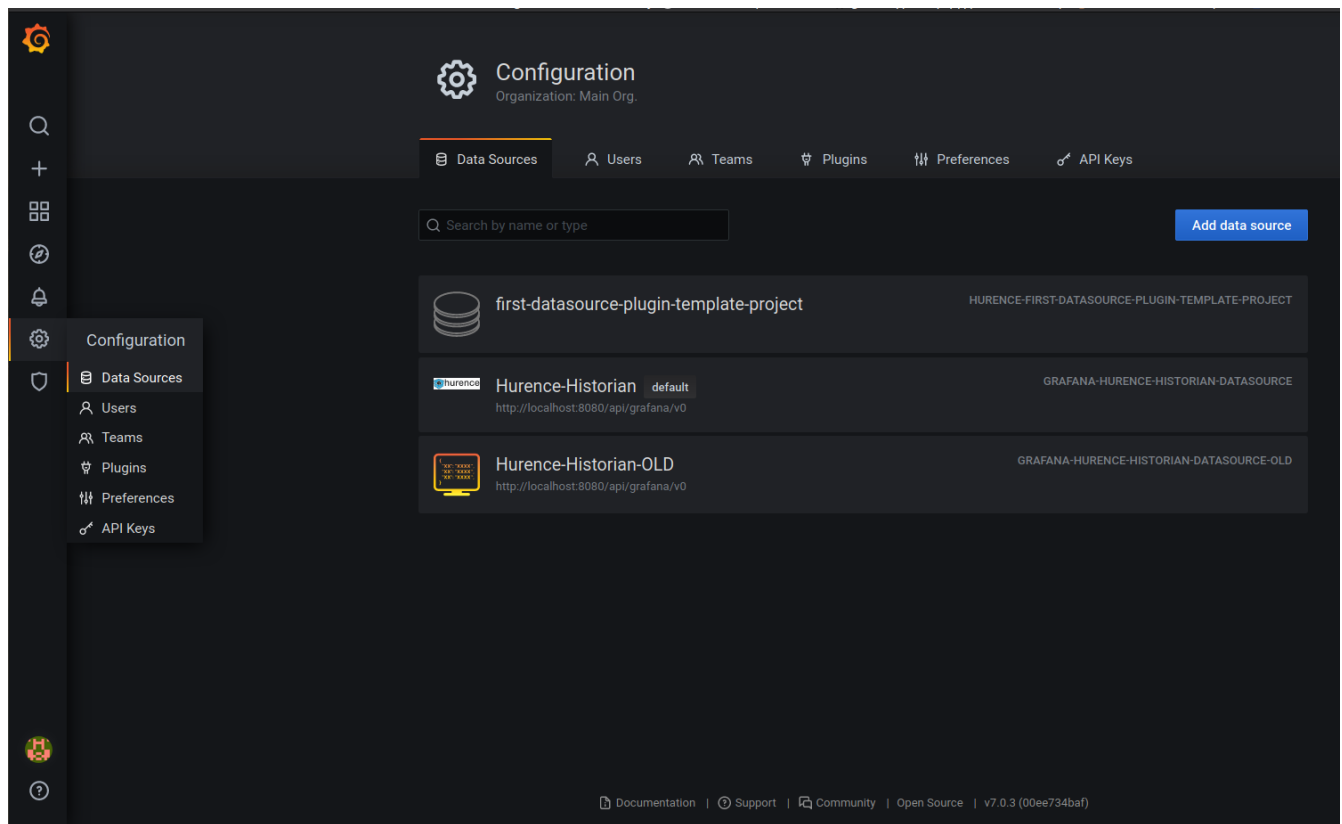 Configuration
Organization: Main Org.
Data Sources Users Teams Plugins Preferences API Keys
Search by name or type
Add data source
first-datasource-plugin-template-project
HURENCE-FIRST-DATASOURCE-PLUGIN-TEMPLATE-PROJECT
hurence
Hurence-Historian default
GRAFANA-HURENCE-HISTORIAN-DATASOURCE
http://localhost:8080/api/grafana/v0
Hurence-Historian-OLD
GRAFANA-HURENCE-HISTORIAN-DATASOURCE-OLD
http://localhost:8080/api/grafana/v0
Configuration
Data Sources
Users
Teams
Plugins
Preferences
API Keys
Documentation | Support | Community | Open Source | v7.0.3 (00ee734baf)